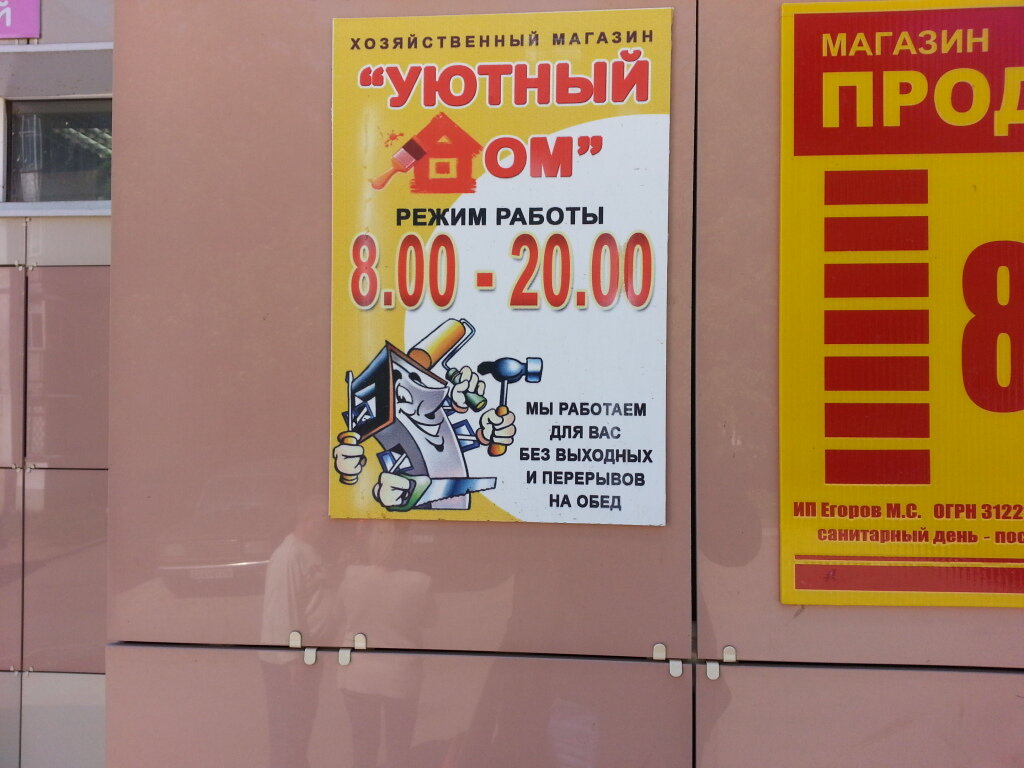 ХОЗЯЙСТВЕННЫЙ МАГАЗИН
“УЮТНЫЙ
ДОМ”
РЕЖИМ РАБОТЫ
8.00 - 20.00
МЫ РАБОТАЕМ
ДЛЯ ВАС
БЕЗ ВЫХОДНЫХ
И ПЕРЕРЫВОВ
НА ОБЕД
МАГАЗИН
ПРОД
8
ИП Егоров М.С. ОГРН 3122
санитарный день - пос
Й